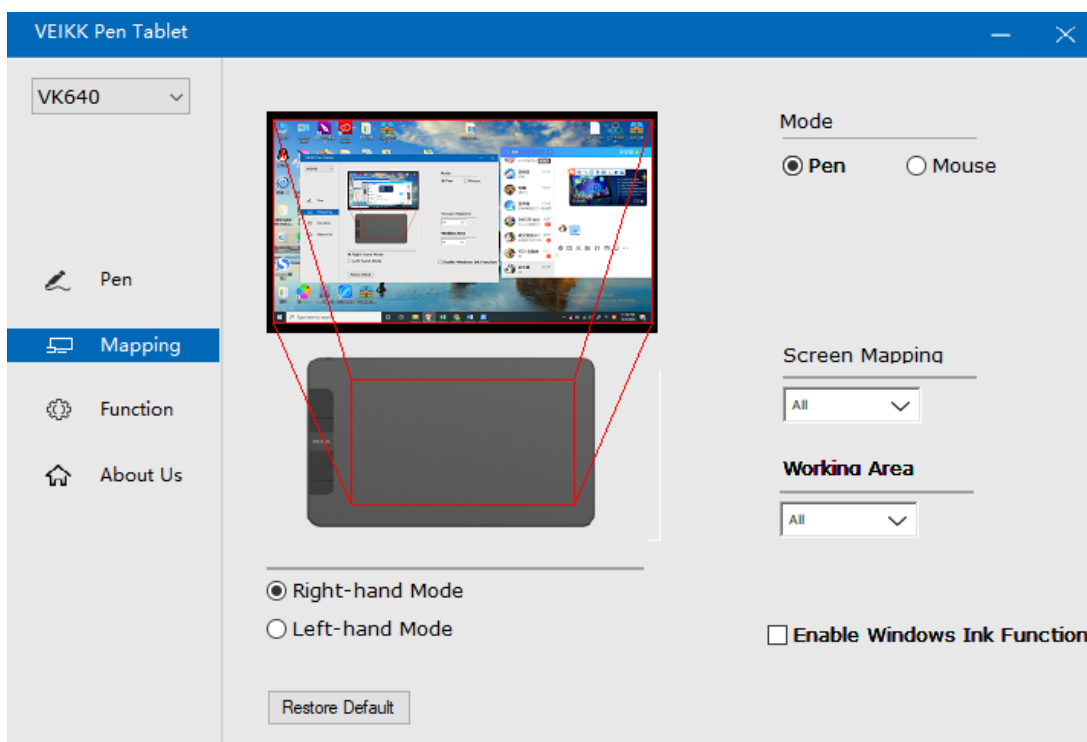 VEIKK Pen Tablet
VK640
Mode
Pen
Mouse
Pen
Mapping
Function
About Us
Screen Mapping
All
Working Area
All
Right-hand Mode
Left-hand Mode
Enable Windows Ink Function
Restore Default